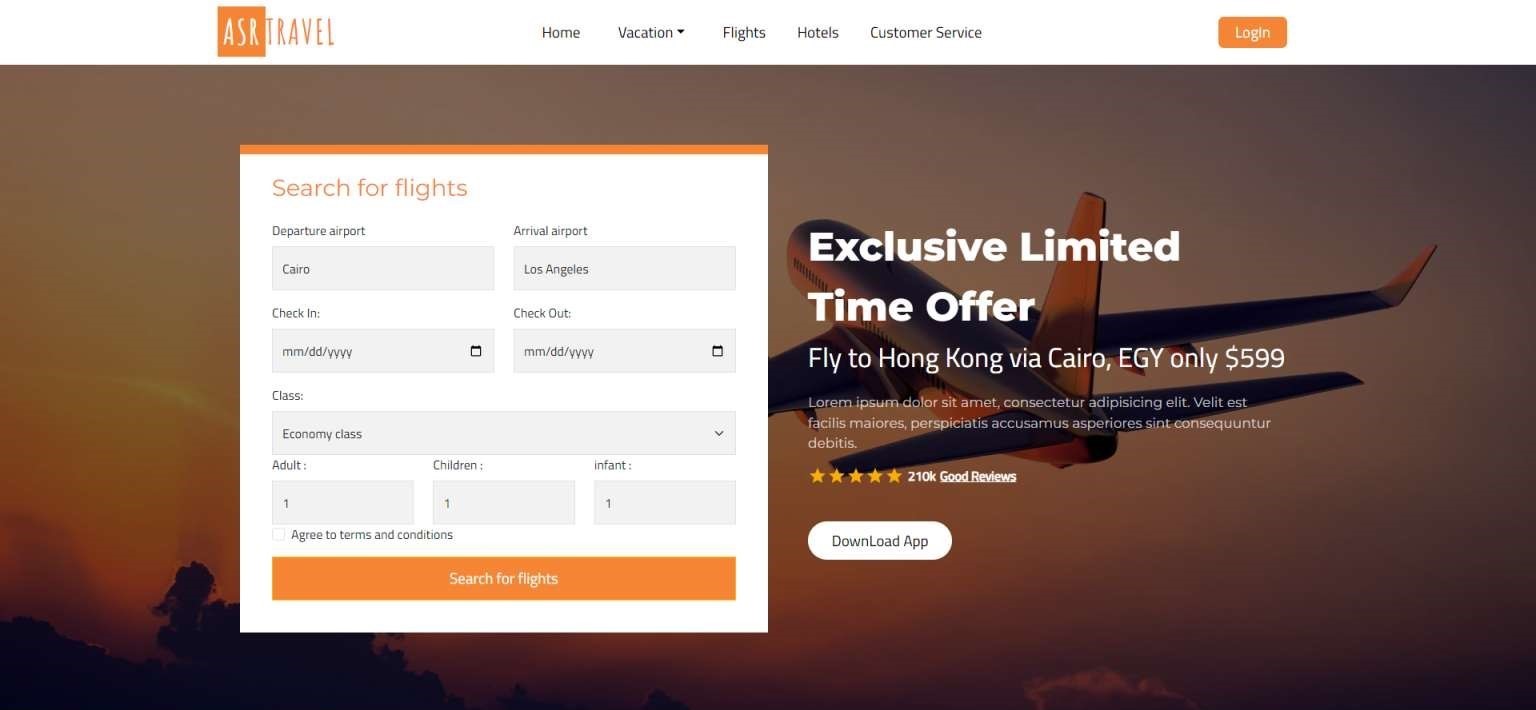 ASR TRAVEL
Home Vacation Flights Hotels Customer Service
LogIn
Search for flights
Departure airport Arrival airport
Cairo Los Angeles
Check In: Check Out:
mm/dd/yyyy mm/dd/yyyy
Class:
Economy class
Adult : Children : infant :
1 1 1
Agree to terms and conditions
Search for flights
Exclusive Limited
Time Offer
Fly to Hong Kong via Cairo, EGY only $599
Lorem ipsum dolor sit amet, consectetur adipisicing elit. Velit est
facilis maiores, perspiciatis accusamus asperiores sint consequuntur
debitis.
210k Good Reviews
DownLoad App